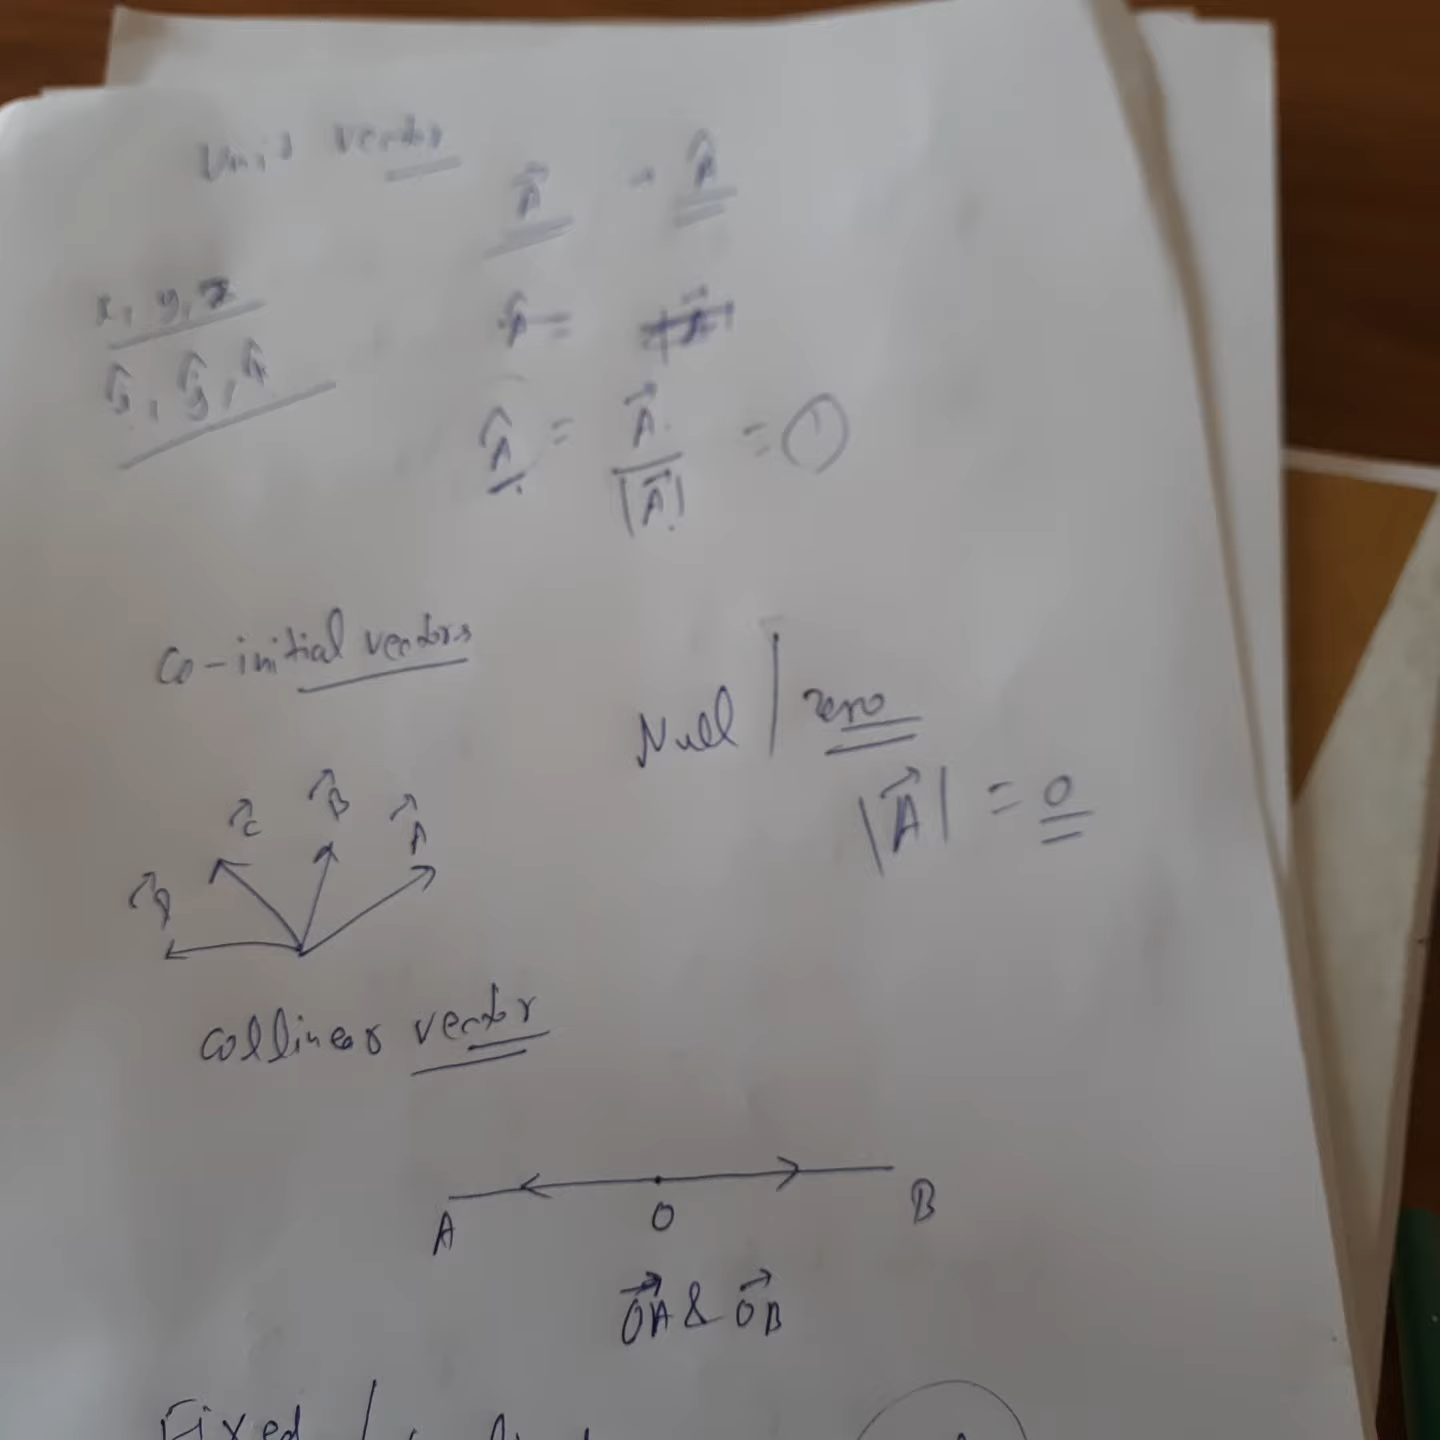 Unit vector
A⃗ → Â
x, y, z
î, ĵ, k̂
Â = A⃗ / |A⃗| = 1
Co-initial vectors
Null / zero
|A⃗| = 0
C⃗ B⃗ A⃗
Collinear vector
A O B
O⃗A & O⃗B
Fixed /